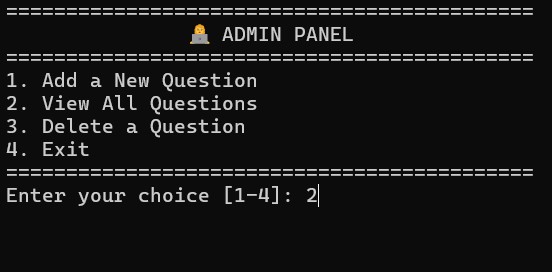 ============================================
🧑‍💻 ADMIN PANEL
============================================
1. Add a New Question
2. View All Questions
3. Delete a Question
4. Exit
============================================
Enter your choice [1-4]: 2